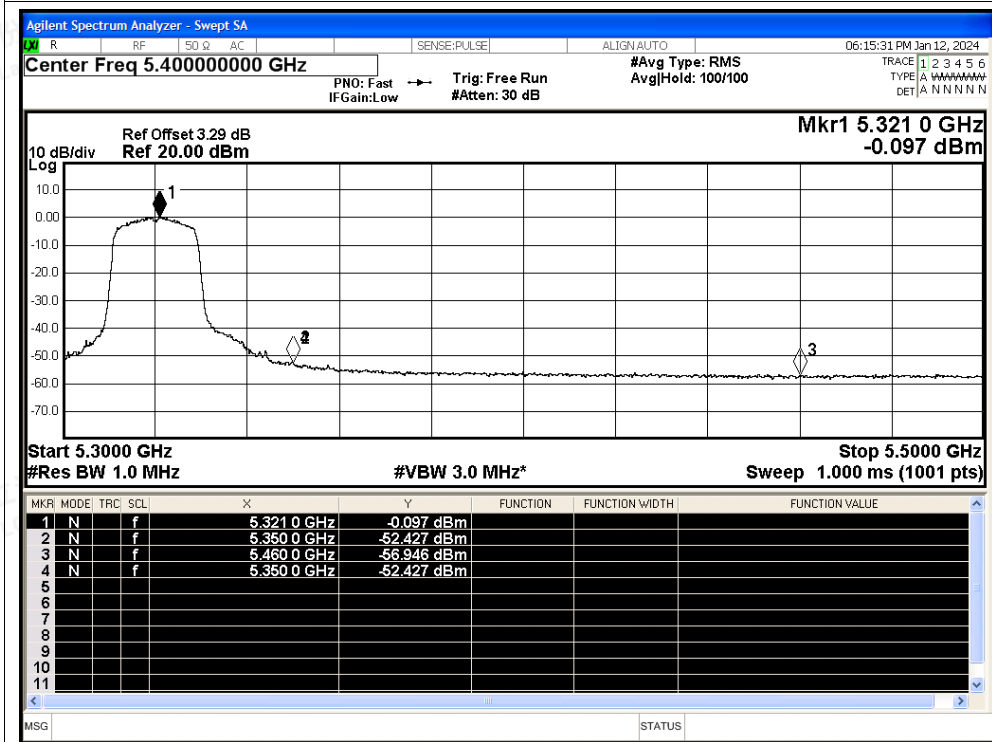 Agilent Spectrum Analyzer - Swept SA
LXI R RF 50 Ω AC SENSE:PULSE ALIGN AUTO 06:15:31 PM Jan 12, 2024
Center Freq 5.400000000 GHz
PNO: Fast
IFGain:Low
Trig: Free Run
#Atten: 30 dB
#Avg Type: RMS
Avg|Hold: 100/100
TRACE 1 2 3 4 5 6
TYPE A WWWWW
DET A N N N N N
Mkr1 5.321 0 GHz
-0.097 dBm
Ref Offset 3.29 dB
10 dB/div Ref 20.00 dBm
Log
10.0
0.00
-10.0
-20.0
-30.0
-40.0
-50.0
-60.0
-70.0
1
2
3
Start 5.3000 GHz Stop 5.5000 GHz
#Res BW 1.0 MHz #VBW 3.0 MHz* Sweep 1.000 ms (1001 pts)
MKR MODE TRC SCL X Y FUNCTION FUNCTION WIDTH FUNCTION VALUE
1 N f 5.321 0 GHz -0.097 dBm
2 N f 5.350 0 GHz -52.427 dBm
3 N f 5.460 0 GHz -56.946 dBm
4 N f 5.350 0 GHz -52.427 dBm
5
6
7
8
9
10
11
MSG STATUS